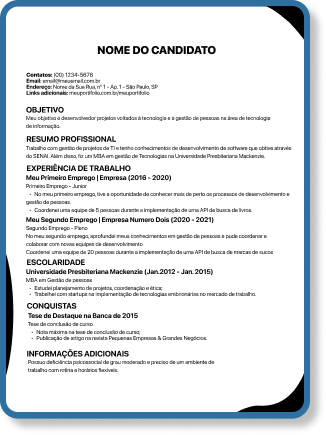 NOME DO CANDIDATO
Contatos: (00) 1234-5678
Email: email@meuemail.com.br
Endereço: Nome da Sua Rua, nº 1 - Ap. 1 - São Paulo, SP
Links adicionais: meuportifolio.com.br/meuportifolio
OBJETIVO
Meu objetivo é desenvolver projetos voltados à tecnologia e à gestão de pessoas na área de tecnologia
de informação.
RESUMO PROFISSIONAL
Trabalho com gestão de projetos de TI e tenho conhecimentos de desenvolvimento de software que obtive através
do SENAI. Além disso, fiz um MBA em gestão de Tecnologias na Universidade Presbiteriana Mackenzie.
EXPERIÊNCIA DE TRABALHO
Meu Primeiro Emprego | Empresa (2016 - 2020)
Primeiro Emprego - Junior
• No meu primeiro emprego, tive a oportunidade de conhecer mais de perto os processos de desenvolvimento e
gestão de pessoas.
• Coordenei uma equipe de 5 pessoas durante a implementação de uma API de busca de livros.
Meu Segundo Emprego | Empresa Numero Dois (2020 - 2021)
Segundo Emprego - Pleno
No meu segundo emprego, aprofundei meus conhecimentos em gestão de pessoas e pude coordenar e
colaborar com novas equipes de desenvolvimento
Coordenei uma equipe de 20 pessoas durante a implementação de uma API de busca de marcas de sucos
ESCOLARIDADE
Universidade Presbiteriana Mackenzie (Jan.2012 - Jan. 2015)
MBA em Gestão de pessoas
• Estudei planejamento de projetos, coordenação e ética;
• Trabalhei com startups na implementação de tecnologias embrionárias no mercado de trabalho.
CONQUISTAS
Tese de Destaque na Banca de 2015
Tese de conclusão de curso
• Nota máxima na tese de conclusão de curso;
• Publicação de artigo na revista Pequenas Empresas & Grandes Negócios.
INFORMAÇÕES ADICIONAIS
Possuo deficiência psicossocial de grau moderado e preciso de um ambiente de
trabalho com rotina e horários flexíveis.